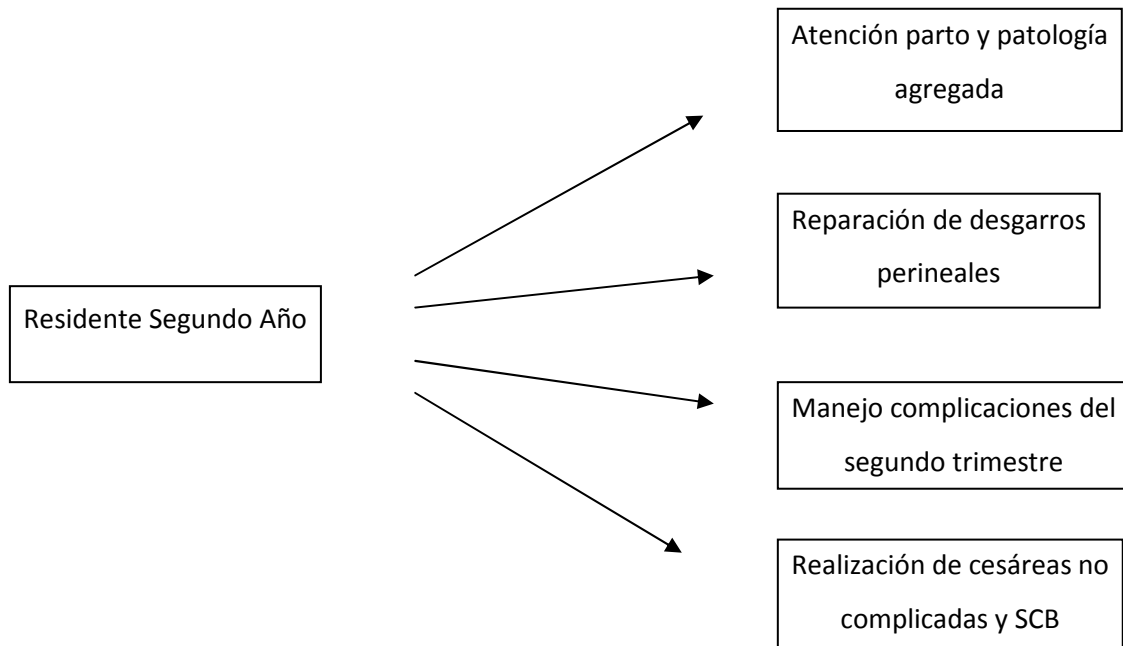 Atención parto y patología
agregada
Reparación de desgarros
perineales
Residente Segundo Año
Manejo complicaciones del
segundo trimestre
Realización de cesáreas no
complicadas y SCB